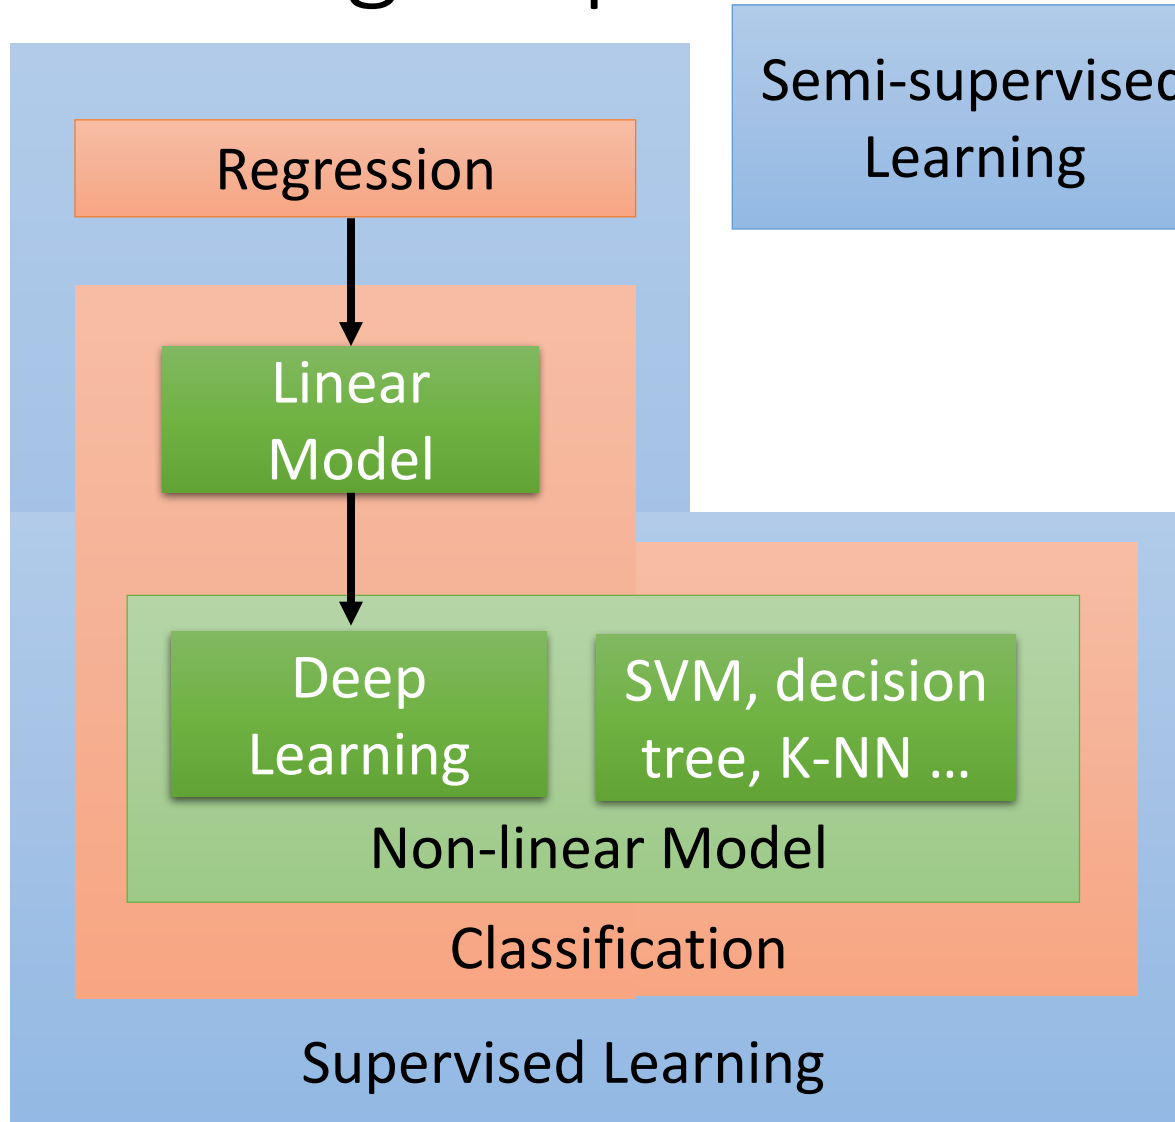 Semi-supervised
Learning
Regression
Linear
Model
Deep
Learning
SVM, decision
tree, K-NN ...
Non-linear Model
Classification
Supervised Learning